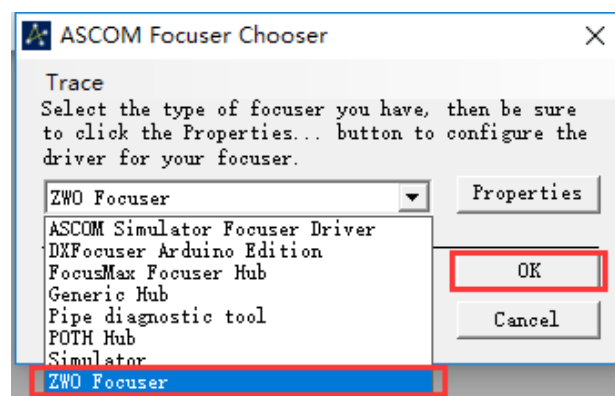 ASCOM Focuser Chooser
Trace
Select the type of focuser you have, then be sure
to click the Properties... button to configure the
driver for your focuser.
ZWO Focuser
Properties
ASCOM Simulator Focuser Driver
DXFocuser Arduino Edition
FocusMax Focuser Hub
Generic Hub
Pipe diagnostic tool
POTH Hub
Simulator
ZWO Focuser
OK
Cancel